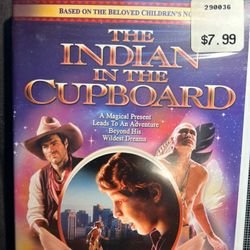 290036
$7.99
BASED ON THE BELOVED CHILDREN'S
THE
INDIAN
IN THE
CUPBOARD
A Magical Present
Leads To An Adventure
Beyond His
Wildest Dreams